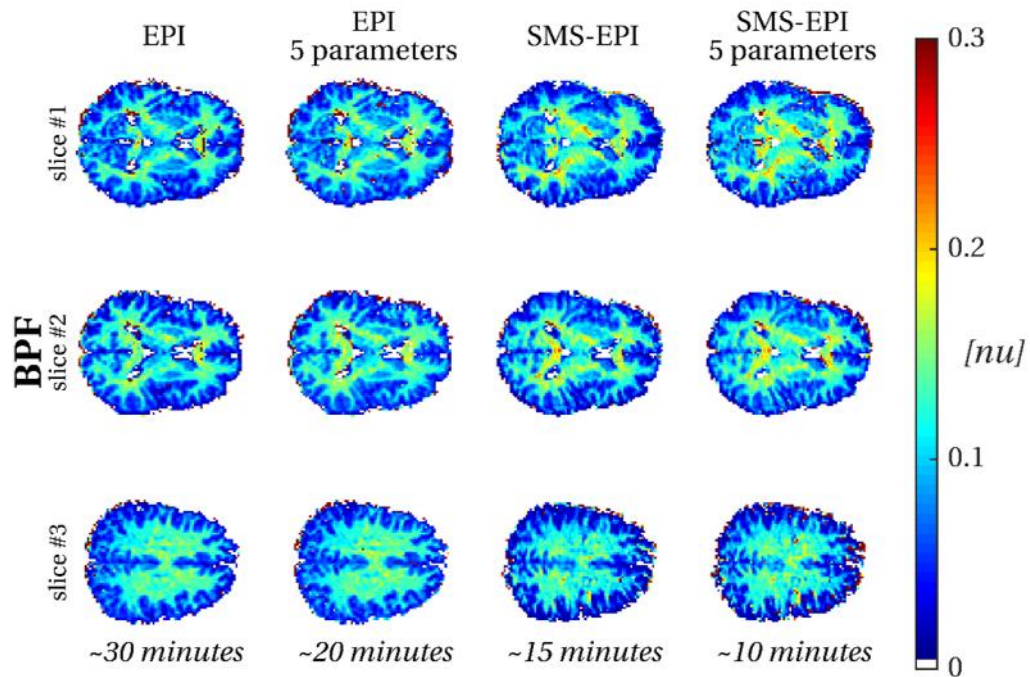 EPI
EPI
5 parameters
SMS-EPI
SMS-EPI
5 parameters
0.3
slice #1
0.2
BPF
slice #2
[nu]
0.1
slice #3
~30 minutes
~20 minutes
~15 minutes
~10 minutes
0